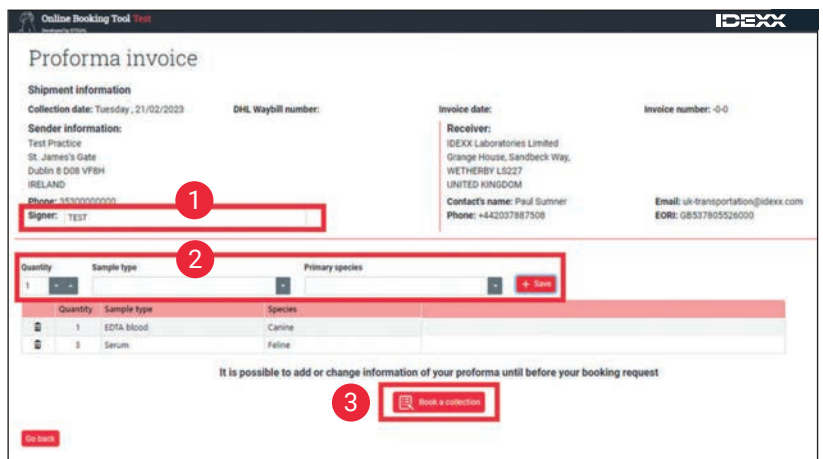 Online Booking Tool Test
IDEXX
Proforma invoice
Shipment information
Collection date: Tuesday , 21/02/2023 DHL Waybill number: Invoice date: Invoice number: -0-0
Sender information:
Test Practice
St. James's Gate
Dublin 8 D08 VF8H
IRELAND
Phone: 35300000000
Receiver:
IDEXX Laboratories Limited
Grange House, Sandbeck Way,
WETHERBY LS227
UNITED KINGDOM
Contact's name: Paul Sumner Email: uk-transportation@idexx.com
Phone: +442037887508 EORI: GB537805526000
1
Signer: TEST
2
Quantity Sample type Primary species
1 + Save
Quantity Sample type Species
1 EDTA blood Canine
3 Serum Feline
It is possible to add or change information of your proforma until before your booking request
3 Book a collection
Go back